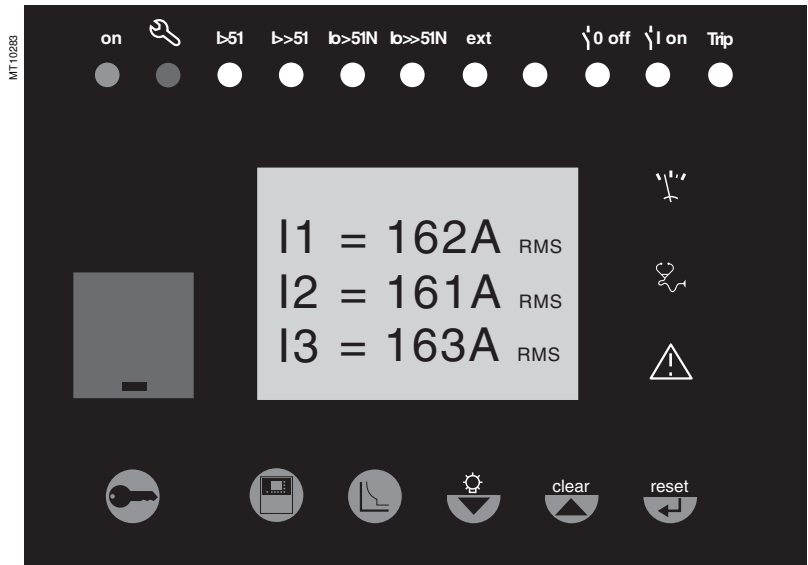 MT10283
on I>51 I>>51 Io>51N Io>>51N ext 0 off I on Trip
I1 = 162A RMS
I2 = 161A RMS
I3 = 163A RMS
clear reset